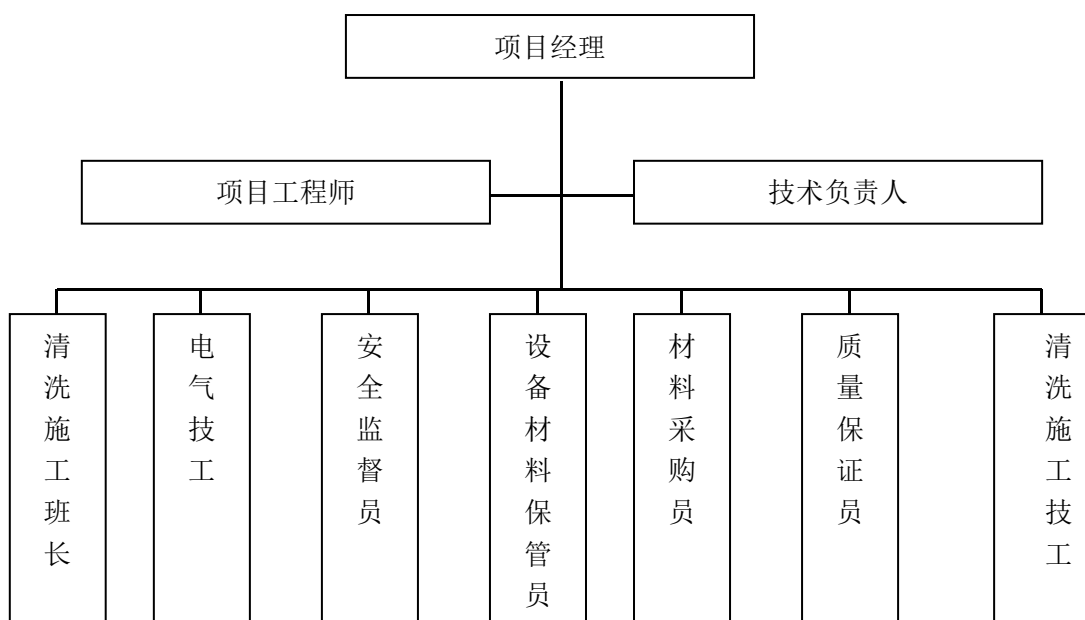 项目经理
项目工程师
技术负责人
清洗施工班长
电气技工
安全监督员
设备材料保管员
材料采购员
质量保证员
清洗施工技工